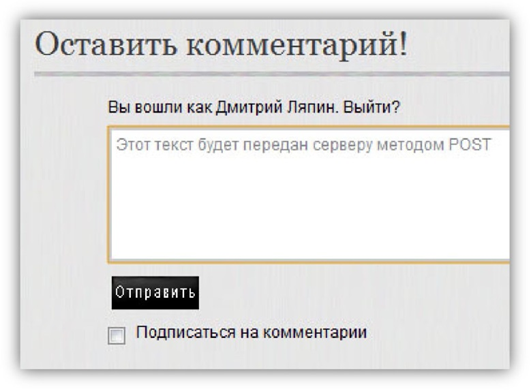 Оставить комментарий!
Вы вошли как Дмитрий Ляпин. Выйти?
Этот текст будет передан серверу методом POST
Отправить
Подписаться на комментарии